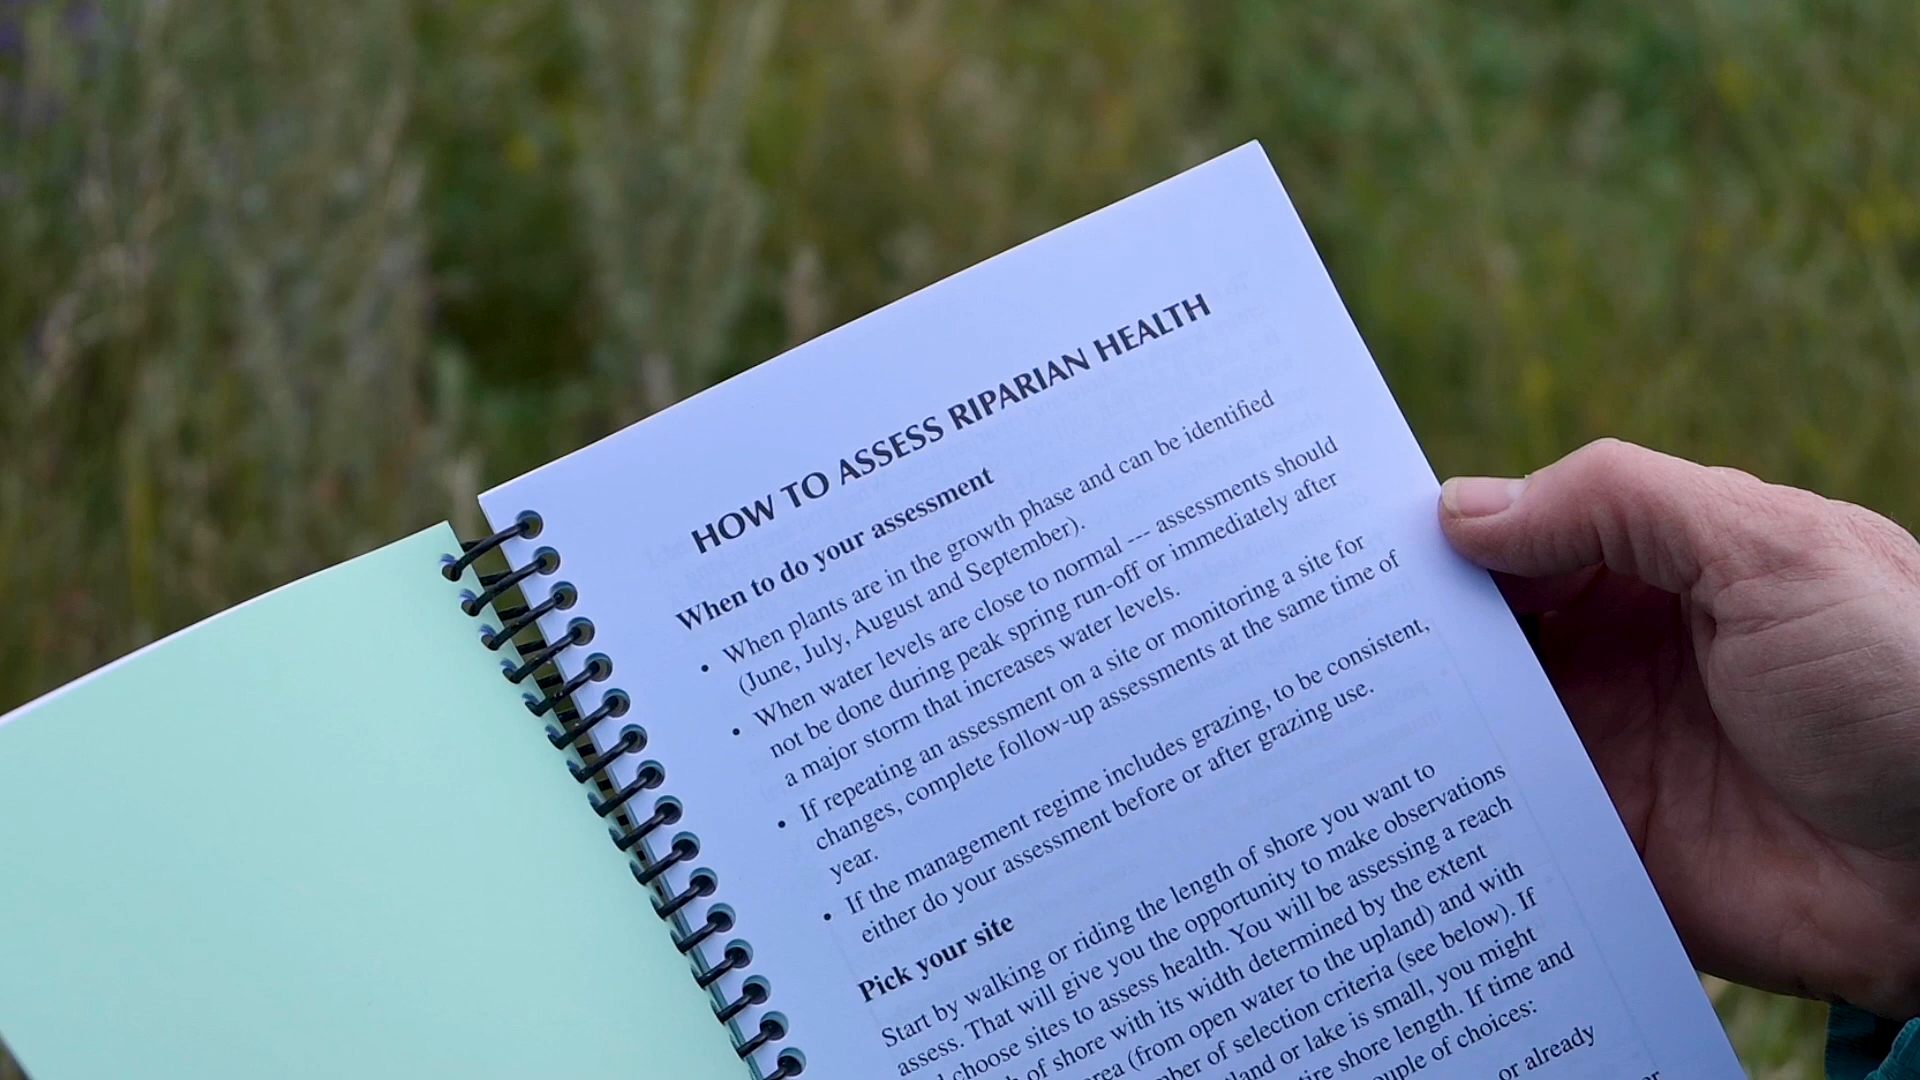 HOW TO ASSESS RIPARIAN HEALTH
When to do your assessment
• When plants are in the growth phase and can be identified
(June, July, August and September).
• When water levels are close to normal --- assessments should
not be done during peak spring run-off or immediately after
a major storm that increases water levels.
• If repeating an assessment on a site or monitoring a site for
changes, complete follow-up assessments at the same time of
year.
• If the management regime includes grazing, to be consistent,
either do your assessment before or after grazing use.
Pick your site
Start by walking or riding the length of shore you want to
assess. That will give you the opportunity to make observations
choose sites to assess health. You will be assessing a reach
of shore with its width determined by the extent
(from open water to the upland) and with
of selection criteria (see below). If
or lake is small, you might
shore length. If time and
of choices:
or already